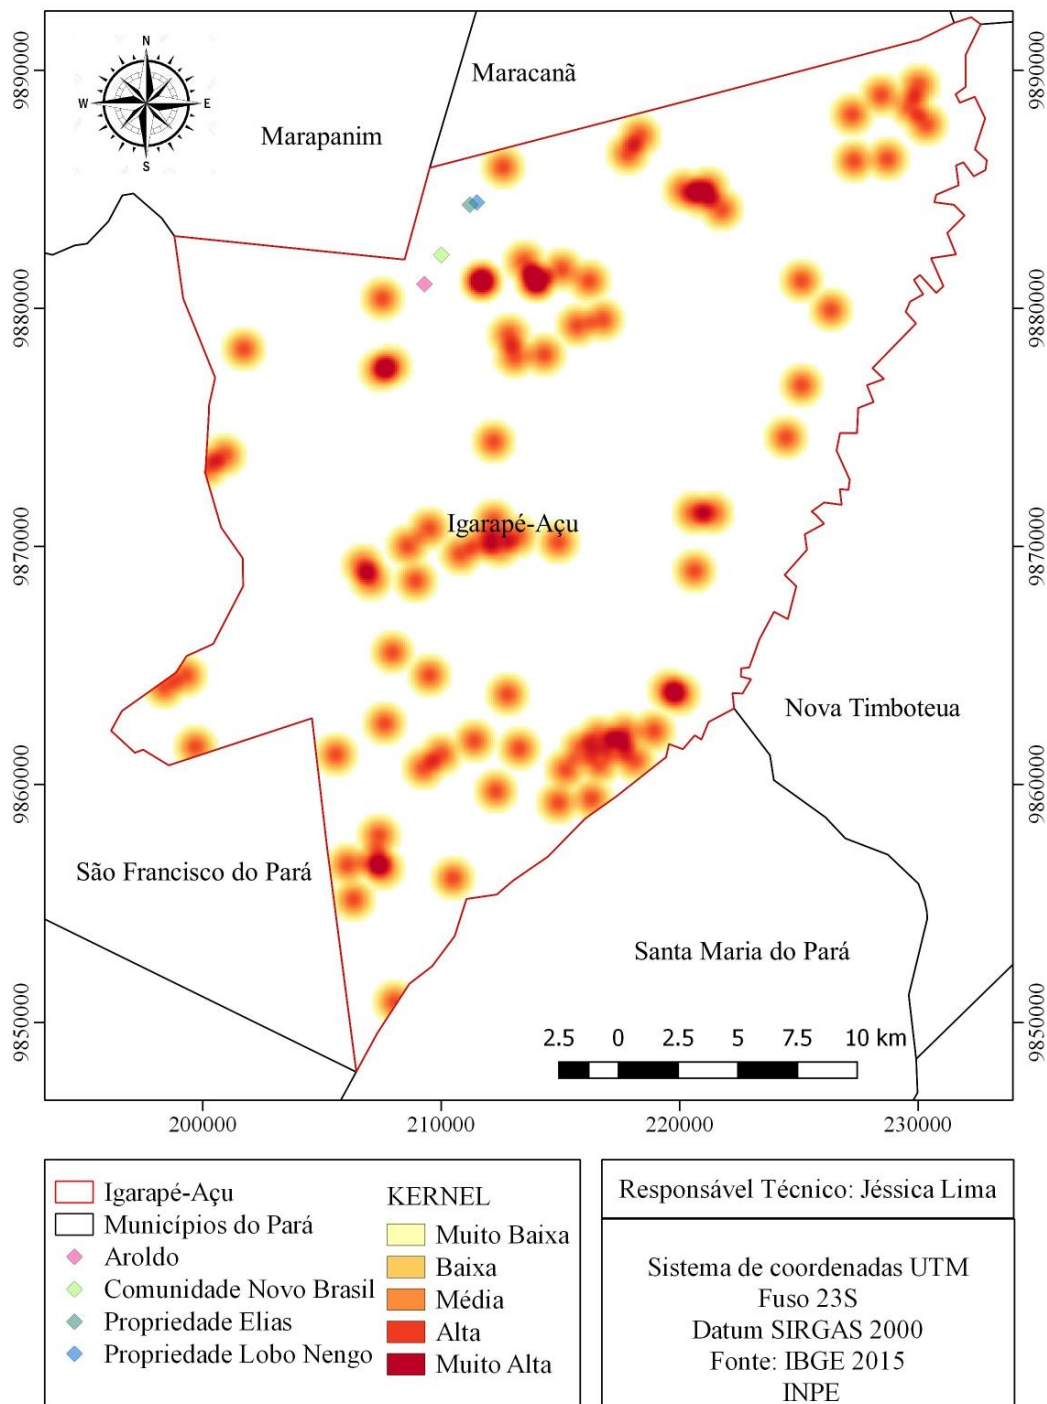 N
W
E
S
Maracanã
Marapanim
Igarapé-Açu
Nova Timboteua
São Francisco do Pará
Santa Maria do Pará
9890000
9880000
9870000
9860000
9850000
9890000
9880000
9870000
9860000
9850000
2.5 0 2.5 5 7.5 10 km
200000 210000 220000 230000
Igarapé-Açu
Municípios do Pará
Aroldo
Comunidade Novo Brasil
Propriedade Elias
Propriedade Lobo Nengo
KERNEL
Muito Baixa
Baixa
Média
Alta
Muito Alta
Responsável Técnico: Jéssica Lima
Sistema de coordenadas UTM
Fuso 23S
Datum SIRGAS 2000
Fonte: IBGE 2015
INPE